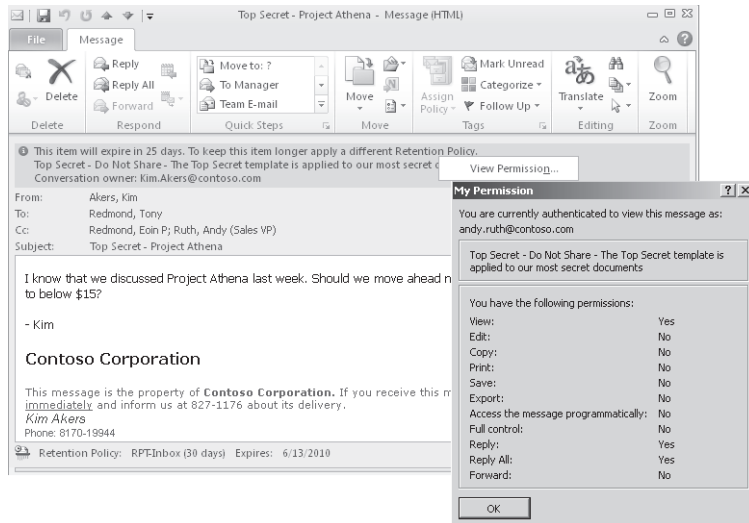 Top Secret - Project Athena - Message (HTML)
File
Message
Delete
Delete
Reply
Reply All
Forward
Respond
Move to: ?
To Manager
Team E-mail
Quick Steps
Move
Move
Assign Policy
Mark Unread
Categorize
Follow Up
Tags
Translate
Editing
Zoom
Zoom
This item will expire in 25 days. To keep this item longer apply a different Retention Policy.
Top Secret - Do Not Share - The Top Secret template is applied to our most secret
Conversation owner: Kim.Akers@contoso.com
View Permission...
From: Akers, Kim
To: Redmond, Tony
Cc: Redmond, Eoin P; Ruth, Andy (Sales VP)
Subject: Top Secret - Project Athena
I know that we discussed Project Athena last week. Should we move ahead
to below $15?
- Kim
Contoso Corporation
This message is the property of Contoso Corporation. If you receive this
immediately and inform us at 827-1176 about its delivery.
Kim Akers
Phone: 8170-19944
Retention Policy: RPT-Inbox (30 days) Expires: 6/13/2010
My Permission
You are currently authenticated to view this message as:
andy.ruth@contoso.com
Top Secret - Do Not Share - The Top Secret template is
applied to our most secret documents
You have the following permissions:
View: Yes
Edit: No
Copy: No
Print: No
Save: No
Export: No
Access the message programmatically: No
Full control: No
Reply: Yes
Reply All: Yes
Forward: No
OK